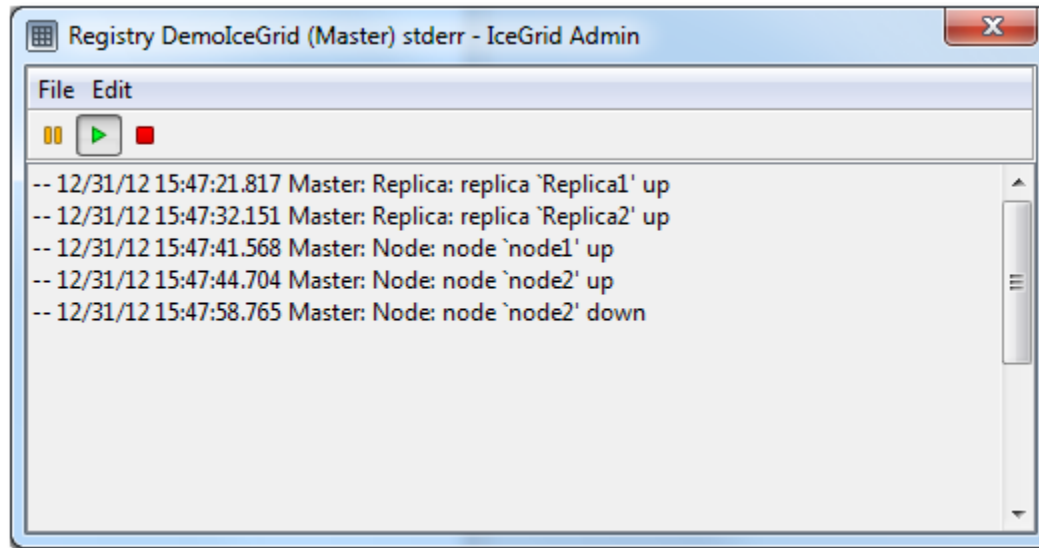 Registry DemoIceGrid (Master) stderr - IceGrid Admin
File Edit
-- 12/31/12 15:47:21.817 Master: Replica: replica `Replica1' up
-- 12/31/12 15:47:32.151 Master: Replica: replica `Replica2' up
-- 12/31/12 15:47:41.568 Master: Node: node `node1' up
-- 12/31/12 15:47:44.704 Master: Node: node `node2' up
-- 12/31/12 15:47:58.765 Master: Node: node `node2' down